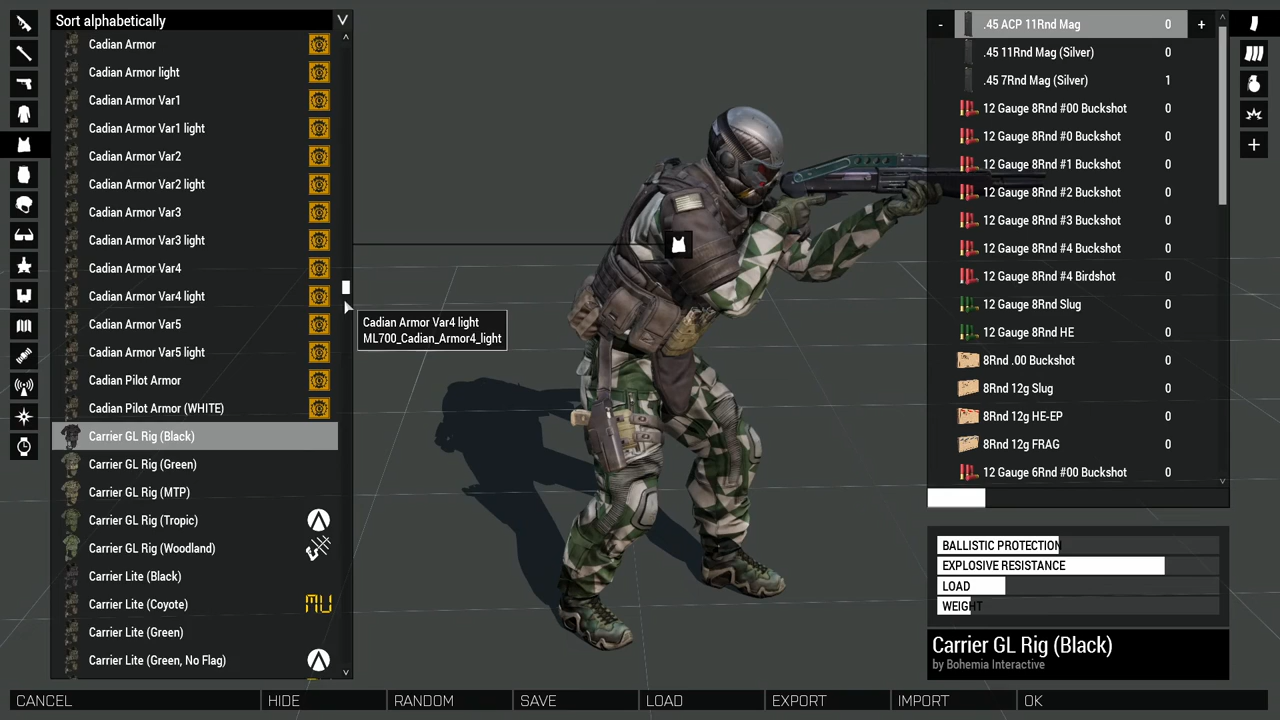 Sort alphabetically
Cadian Armor
Cadian Armor light
Cadian Armor Var1
Cadian Armor Var1 light
Cadian Armor Var2
Cadian Armor Var2 light
Cadian Armor Var3
Cadian Armor Var3 light
Cadian Armor Var4
Cadian Armor Var4 light
Cadian Armor Var5
Cadian Armor Var5 light
Cadian Pilot Armor
Cadian Pilot Armor (WHITE)
Carrier GL Rig (Black)
Carrier GL Rig (Green)
Carrier GL Rig (MTP)
Carrier GL Rig (Tropic)
Carrier GL Rig (Woodland)
Carrier Lite (Black)
Carrier Lite (Coyote) MU
Carrier Lite (Green)
Carrier Lite (Green, No Flag)
Cadian Armor Var4 light
ML700_Cadian_Armor4_light
- .45 ACP 11Rnd Mag 0 +
.45 11Rnd Mag (Silver) 0
.45 7Rnd Mag (Silver) 1
12 Gauge 8Rnd #00 Buckshot 0
12 Gauge 8Rnd #0 Buckshot 0
12 Gauge 8Rnd #1 Buckshot 0
12 Gauge 8Rnd #2 Buckshot 0
12 Gauge 8Rnd #3 Buckshot 0
12 Gauge 8Rnd #4 Buckshot 0
12 Gauge 8Rnd #4 Birdshot 0
12 Gauge 8Rnd Slug 0
12 Gauge 8Rnd HE 0
8Rnd .00 Buckshot 0
8Rnd 12g Slug 0
8Rnd 12g HE-EP 0
8Rnd 12g FRAG 0
12 Gauge 6Rnd #00 Buckshot 0
BALLISTIC PROTECTION
EXPLOSIVE RESISTANCE
LOAD
WEIGHT
Carrier GL Rig (Black)
by Bohemia Interactive
CANCEL HIDE RANDOM SAVE LOAD EXPORT IMPORT OK